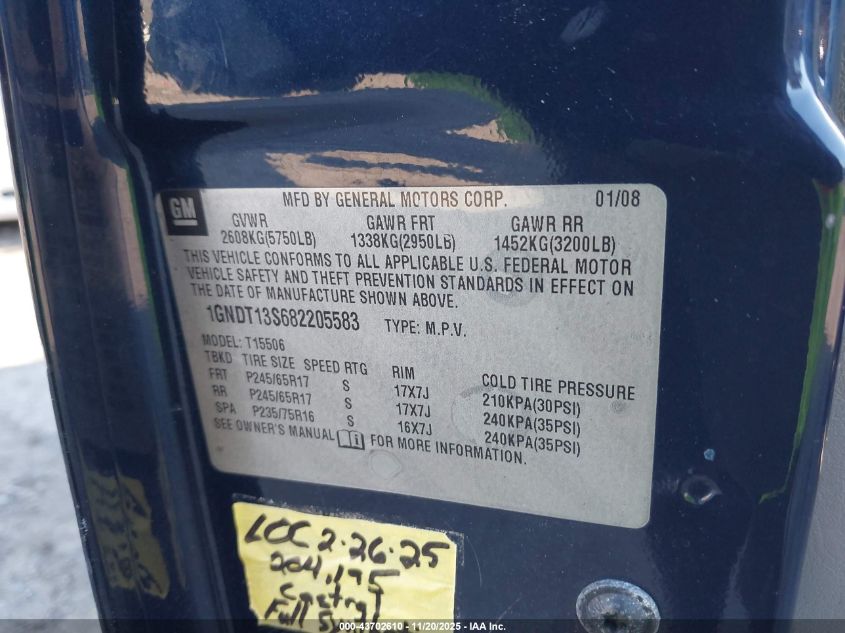 GM
MFD BY GENERAL MOTORS CORP. 01/08
GVWR GAWR FRT GAWR RR
2608KG(5750LB) 1338KG(2950LB) 1452KG(3200LB)
THIS VEHICLE CONFORMS TO ALL APPLICABLE U.S. FEDERAL MOTOR
VEHICLE SAFETY AND THEFT PREVENTION STANDARDS IN EFFECT ON
THE DATE OF MANUFACTURE SHOWN ABOVE.
1GNDT13S682205583 TYPE: M.P.V.
MODEL: T15506
TBKD TIRE SIZE SPEED RTG RIM COLD TIRE PRESSURE
FRT P245/65R17 S 17X7J 210KPA(30PSI)
RR P245/65R17 S 17X7J 240KPA(35PSI)
SPA P235/75R16 S 16X7J 240KPA(35PSI)
SEE OWNER'S MANUAL FOR MORE INFORMATION.
LOC 2-26-25
204,195
Castrol
Full
000-43702610 - 11/20/2025 - IAA Inc.